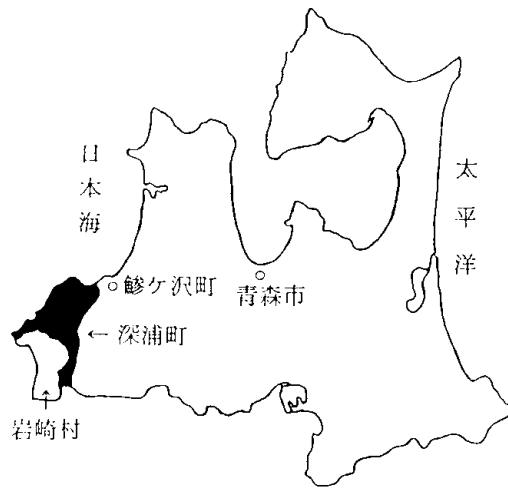 日本海
太平洋
鰺ケ沢町
青森市
← 深浦町
岩崎村